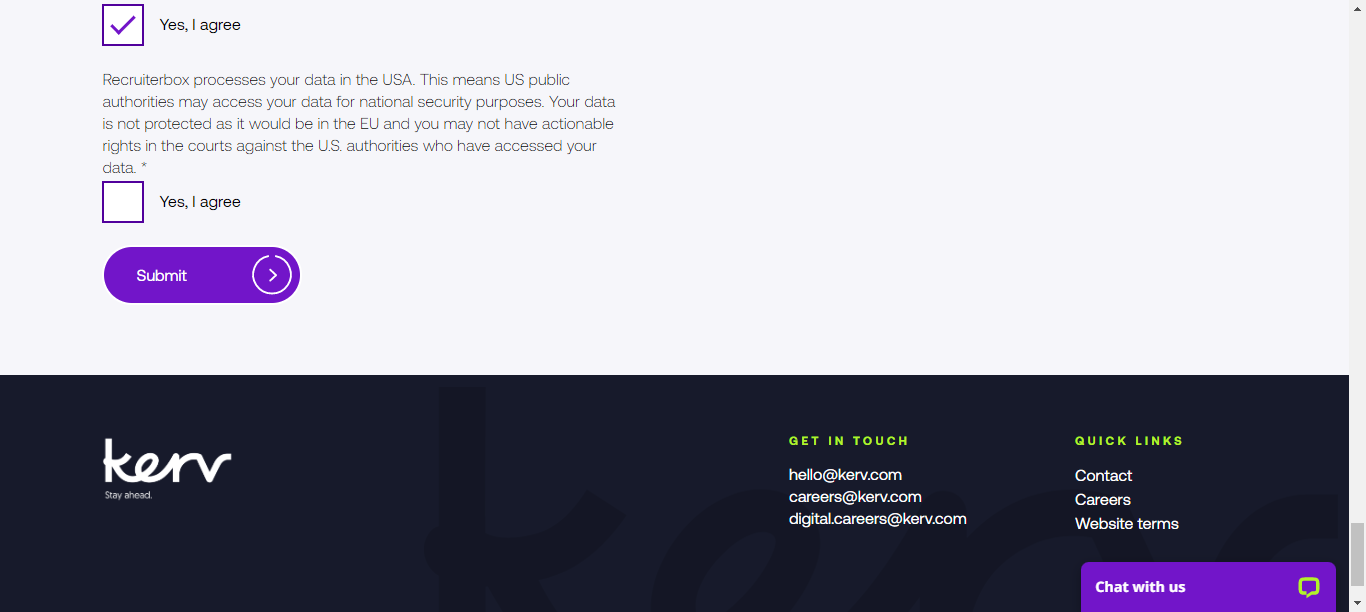 Yes, I agree
Recruiterbox processes your data in the USA. This means US public
authorities may access your data for national security purposes. Your data
is not protected as it would be in the EU and you may not have actionable
rights in the courts against the U.S. authorities who have accessed your
data. *
Yes, I agree
Submit
kerv
Stay ahead.
GET IN TOUCH
hello@kerv.com
careers@kerv.com
digital.careers@kerv.com
QUICK LINKS
Contact
Careers
Website terms
Chat with us